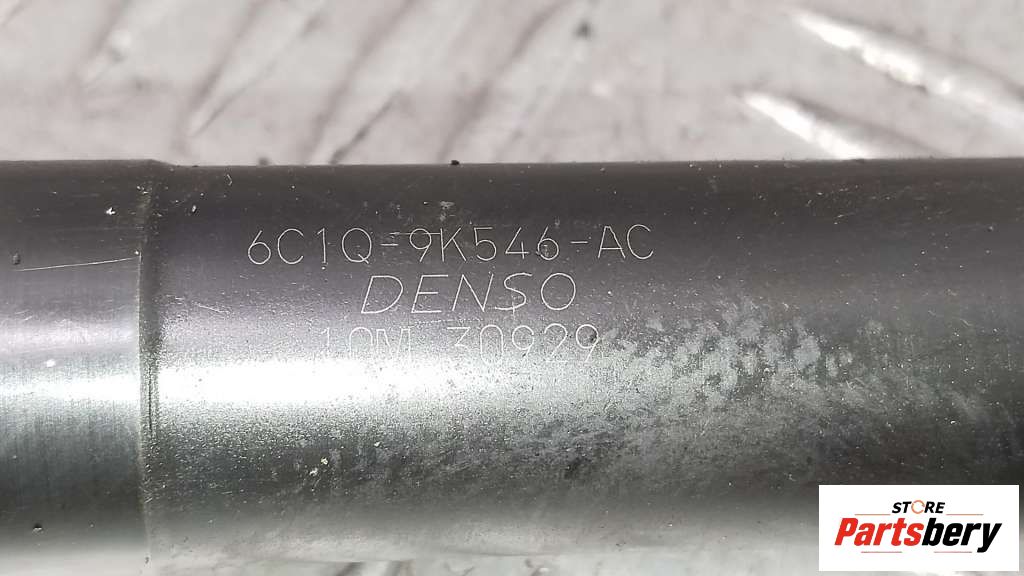 6C1Q-9K546-AC
DENSO
10M 30929
STORE
Partsbery